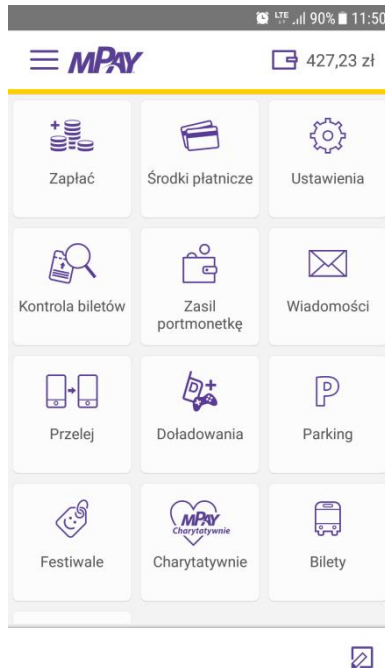 LTE 90% 11:50
mPAY 427,23 zł
Zapłać Środki płatnicze Ustawienia
Kontrola biletów Zasil portmonetkę Wiadomości
Przelej Doładowania Parking
P
mPAY Charytatywnie
Festiwale Charytatywnie Bilety